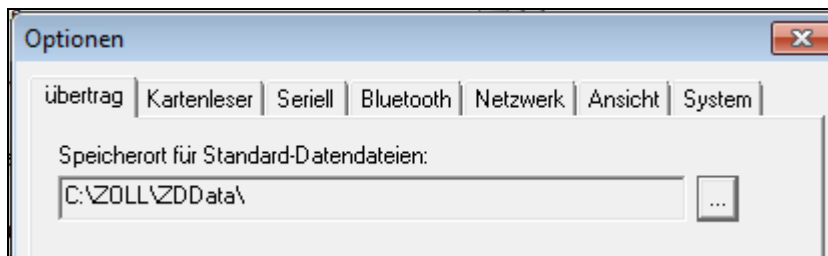 Optionen
übertrag Kartenleser Seriell Bluetooth Netzwerk Ansicht System
Speicherort für Standard-Datendateien:
C:\ZOLL\ZDData\ ...